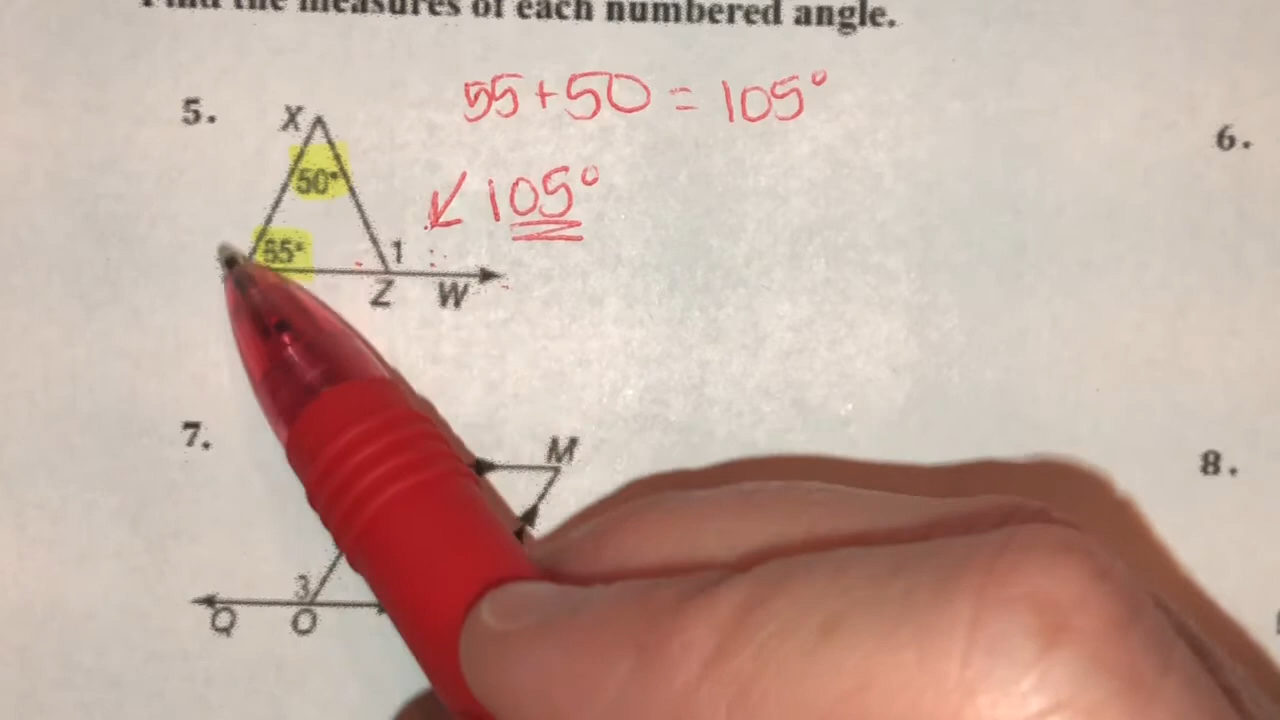 Find the measures of each numbered angle.
5.
X
55+50 = 105°
50°
105°
55°
1
Z
W
6.
7.
M
3
Q
O
8.